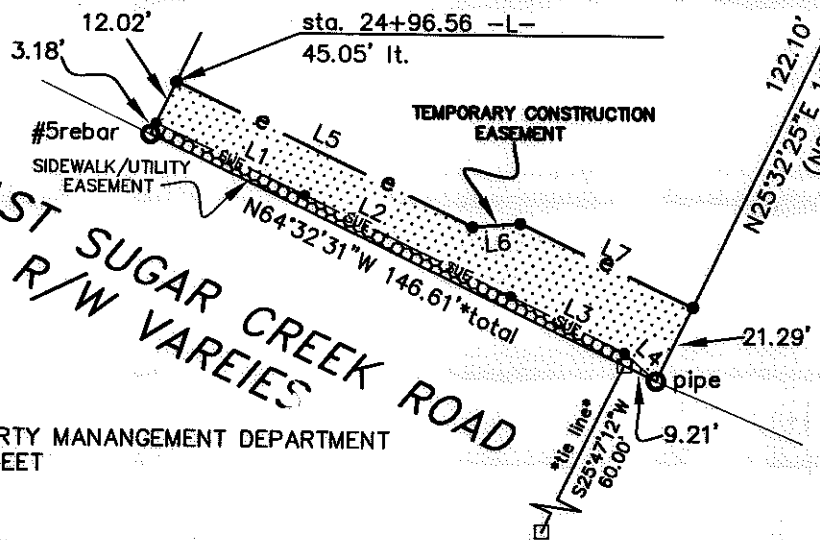 12.02'
sta. 24+96.56 -L-
45.05' lt.
3.18'
122.10'
TEMPORARY CONSTRUCTION
EASEMENT
#5rebar
e
L5
SIDEWALK/UTILITY
EASEMENT
L1
SUE
e
N25°32'25"E
L2
SUE
L6
L7
e
N64°32'31"W 146.61'*total
SUE
L3
SUE
L4
21.29'
pipe
9.21'
SUGAR CREEK ROAD
R/W VAREIES
*tie line*
S25°47'12"W
60.00'
MANANGEMENT DEPARTMENT